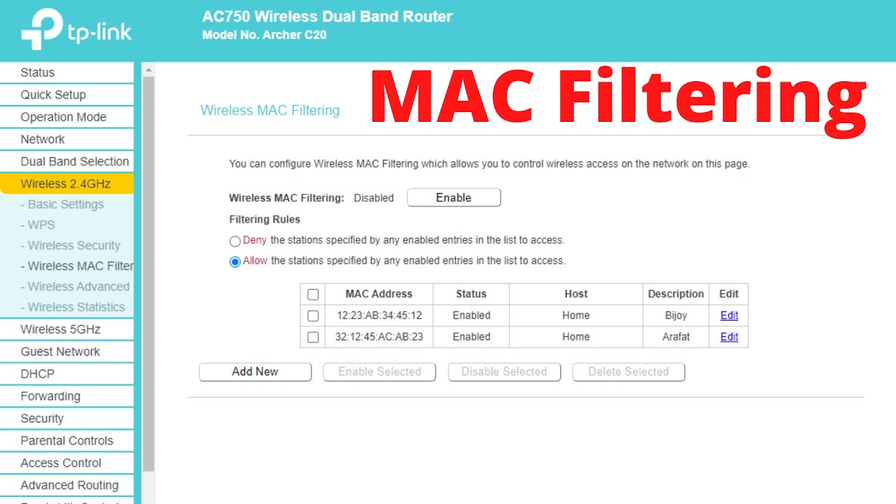 tp-link
AC750 Wireless Dual Band Router
Model No. Archer C20
MAC Filtering
Status
Quick Setup
Operation Mode
Network
Dual Band Selection
Wireless 2.4GHz
- Basic Settings
- WPS
- Wireless Security
- Wireless MAC Filter
- Wireless Advanced
- Wireless Statistics
Wireless 5GHz
Guest Network
DHCP
Forwarding
Security
Parental Controls
Access Control
Advanced Routing
Wireless MAC Filtering
You can configure Wireless MAC Filtering which allows you to control wireless access on the network on this page.
Wireless MAC Filtering: Disabled Enable
Filtering Rules
Deny the stations specified by any enabled entries in the list to access.
Allow the stations specified by any enabled entries in the list to access.
MAC Address Status Host Description Edit
12:23:AB:34:45:12 Enabled Home Bijoy Edit
32:12:45:AC:AB:23 Enabled Home Arafat Edit
Add New Enable Selected Disable Selected Delete Selected